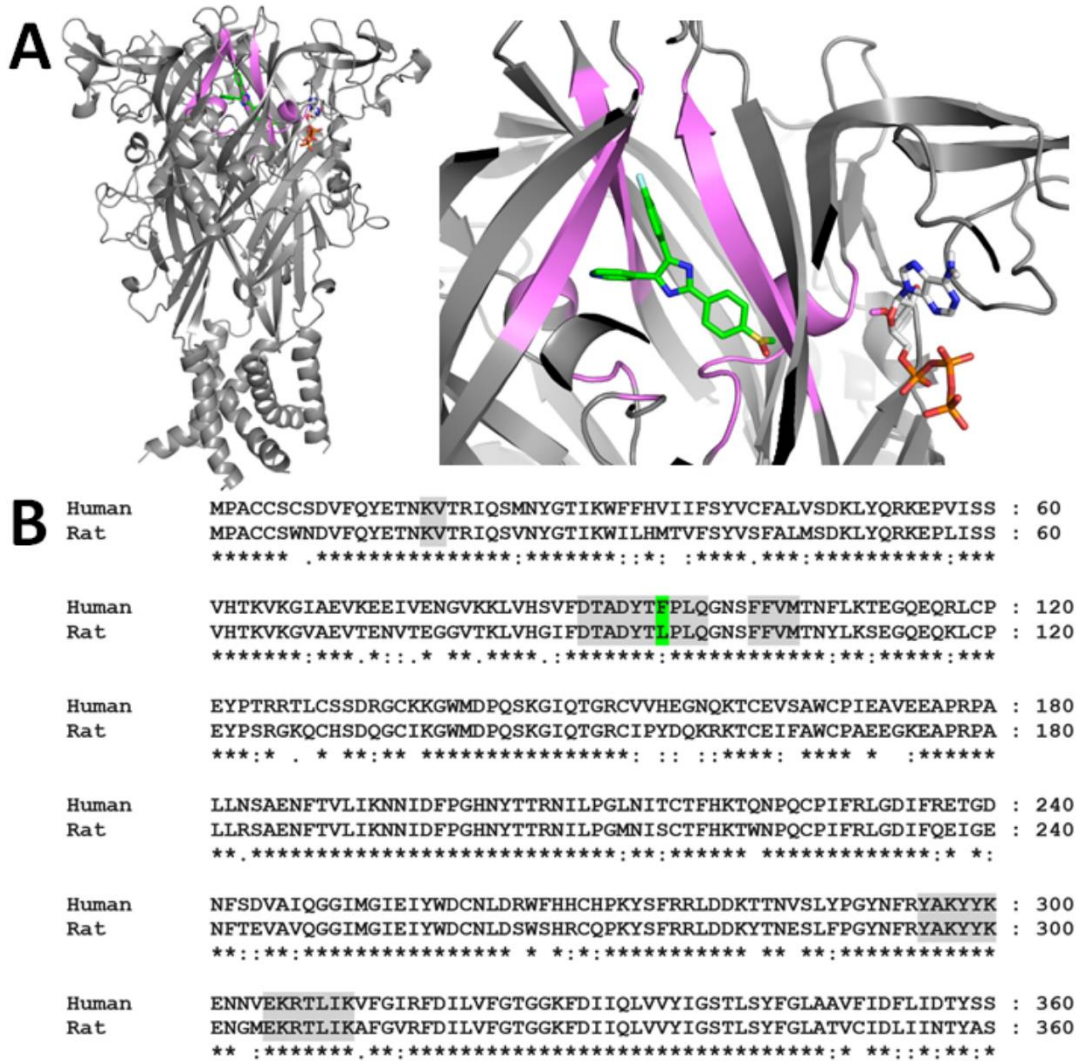 A
B
Human MPACCSCSDVFQYETNKVTRIQSMNYGTIKWFFHVIIFSYVCFALVSDKLYQRKEPVISS : 60
Rat MPACCSWNDVFQYETNKVTRIQSVNYGTIKWILHMTVFSYVSFALMSDKLYQRKEPLISS : 60
****** .***************:*******::*: :****.***:**********:***
Human VHTKVKGIAEVKEEIVENGVKKLVHSVFDTADYTFPLQGNSFFVMTNFLKTEGQEQRLCP : 120
Rat VHTKVKGVAEVTENVTEGGVTKLVHGIFDTADYTLPLQGNSFFVMTNYLKSEGQEQKLCP : 120
*******:***.*::.* **.****.:*******:************:**:*****:***
Human EYPTRRTLCSSDRGCKKGWMDPQSKGIQTGRCVVHEGNQKTCEVSAWCPIEAVEEAPRPA : 180
Rat EYPSRGKQCHSDQGCIKGWMDPQSKGIQTGRCIPYDQKRKTCEIFAWCPAEEGKEAPRPA : 180
***:* . * **:** ****************: :: ::****: **** *  :******
Human LLNSAENFTVLIKNNIDFPGHNYTTRNILPGLNITCTFHKTQNPQCPIFRLGDIFRETGD : 240
Rat LLRSAENFTVLIKNNIDFPGHNYTTRNILPGMNISCTFHKTWNPQCPIFRLGDIFQEIGE : 240
**.****************************:**:****** *************:* *:
Human NFSDVAIQGGIMGIEIYWDCNLDRWFHHCHPKYSFRRLDDKTTNVSLYPGYNFRYAKYYK : 300
Rat NFTEVAVQGGIMGIEIYWDCNLDSWSHRCQPKYSFRRLDDKYTNESLFPGYNFRYAKYYK : 300
**::**:**************** * *:*:*********** ** **:************
Human ENNVEKRTLIKVFGIRFDILVFGTGGKFDIIQLVVYIGSTLSYFGLAAVFIDFLIDTYSS : 360
Rat ENGMEKRTLIKAFGVRFDILVFGTGGKFDIIQLVVYIGSTLSYFGLATVCIDLIINTYAS : 360
** :*******.**:********************************:* **::*:**:*